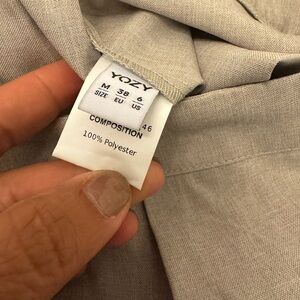 YOZY
M 38 6
SIZE EU US
46
COMPOSITION
100% Polyester